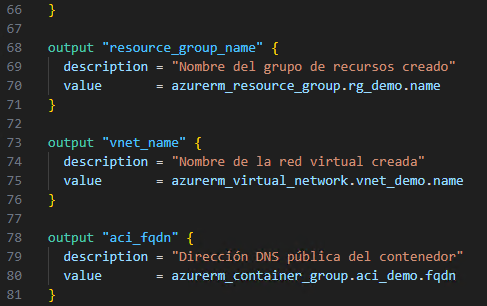 66 }
67
68 output "resource_group_name" {
69 description = "Nombre del grupo de recursos creado"
70 value = azurerm_resource_group.rg_demo.name
71 }
72
73 output "vnet_name" {
74 description = "Nombre de la red virtual creada"
75 value = azurerm_virtual_network.vnet_demo.name
76 }
77
78 output "aci_fqdn" {
79 description = "Dirección DNS pública del contenedor"
80 value = azurerm_container_group.aci_demo.fqdn
81 }